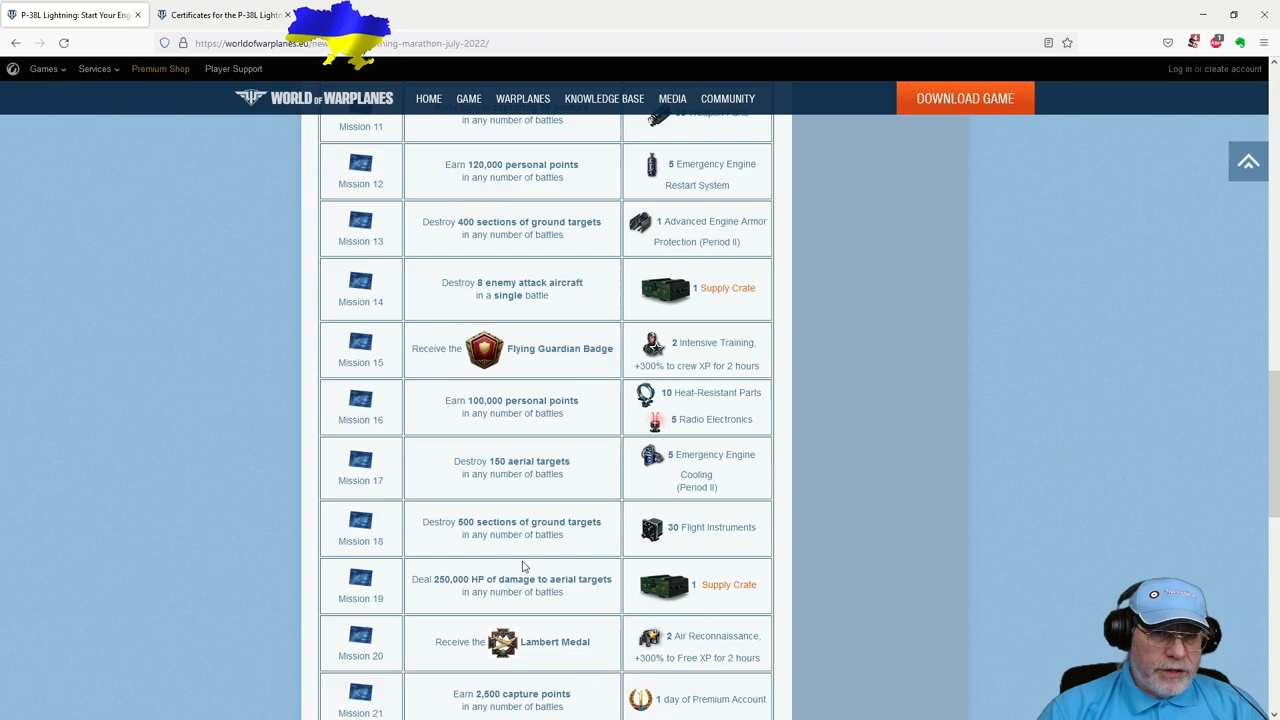 P-38L Lightning: Start Your Eng
Certificates for the P-38L Lightn
https://worldofwarplanes.eu/ne
thing-marathon-july-2022/
Games
Services
Premium Shop
Player Support
Log in or create account
WORLD OF WARPLANES
HOME
GAME
WARPLANES
KNOWLEDGE BASE
MEDIA
COMMUNITY
DOWNLOAD GAME
Mission 11
in any number of battles
Mission 12
Earn 120,000 personal points
in any number of battles
5 Emergency Engine
Restart System
Mission 13
Destroy 400 sections of ground targets
in any number of battles
1 Advanced Engine Armor
Protection (Period II)
Mission 14
Destroy 8 enemy attack aircraft
in a single battle
1 Supply Crate
Mission 15
Receive the Flying Guardian Badge
2 Intensive Training,
+300% to crew XP for 2 hours
Mission 16
Earn 100,000 personal points
in any number of battles
10 Heat-Resistant Parts
5 Radio Electronics
Mission 17
Destroy 150 aerial targets
in any number of battles
5 Emergency Engine
Cooling
(Period II)
Mission 18
Destroy 500 sections of ground targets
in any number of battles
30 Flight Instruments
Mission 19
Deal 250,000 HP of damage to aerial targets
in any number of battles
1 Supply Crate
Mission 20
Receive the Lambert Medal
2 Air Reconnaissance,
+300% to Free XP for 2 hours
Mission 21
Earn 2,500 capture points
in any number of battles
1 day of Premium Account